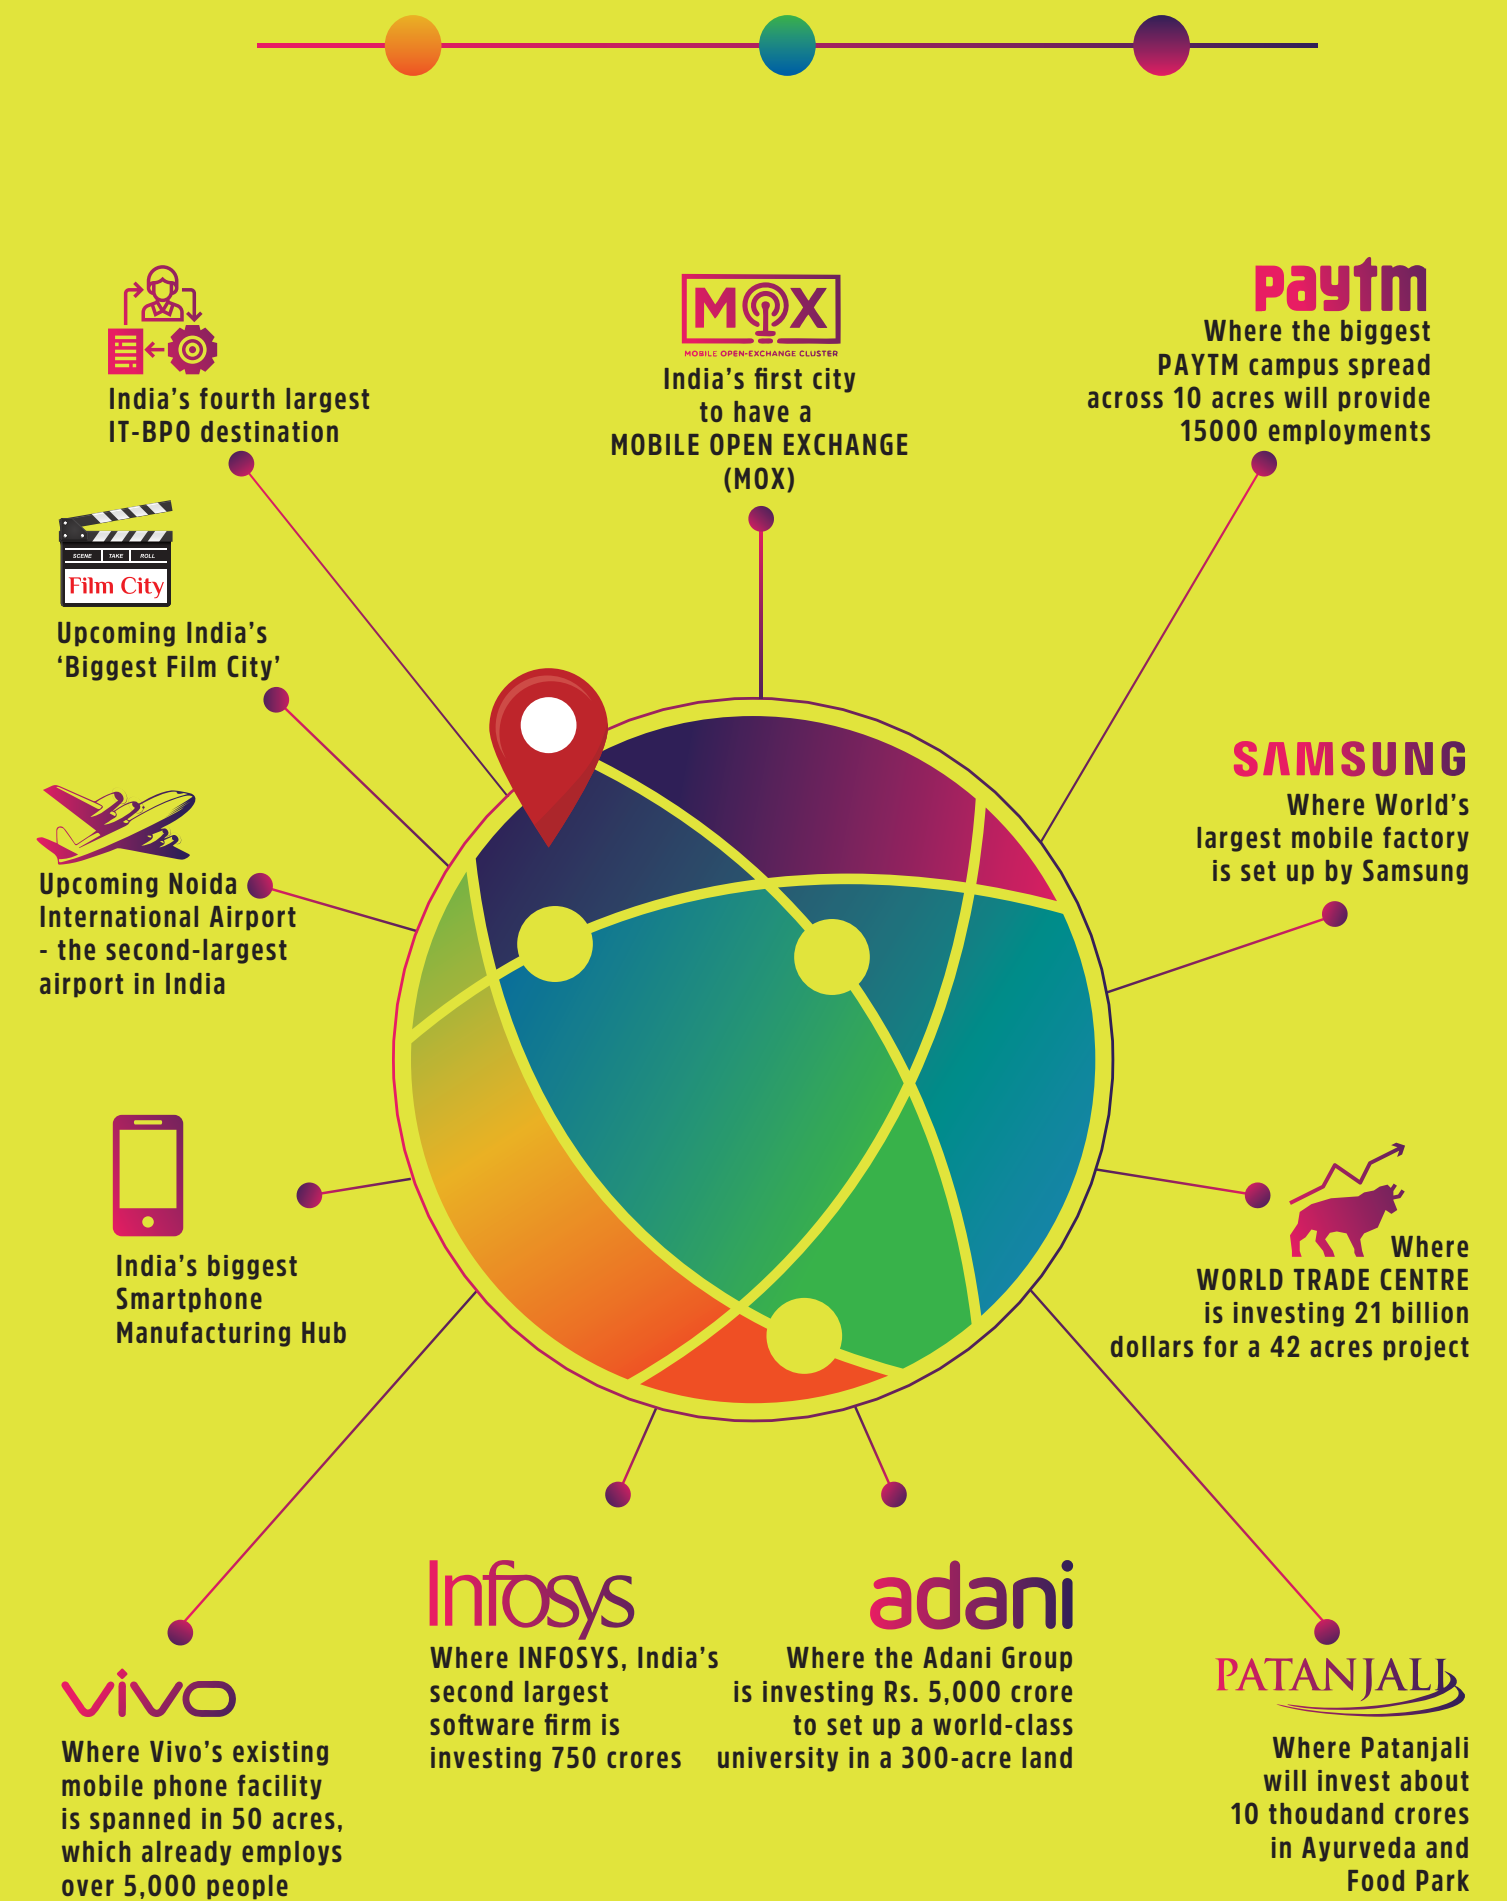 India's fourth largest
IT-BPO destination
MOX
MOBILE OPEN-EXCHANGE CLUSTER
India's first city
to have a
MOBILE OPEN EXCHANGE
(MOX)
paytm
Where the biggest
PAYTM campus spread
across 10 acres will provide
15000 employments
SCENE TAKE ROLL
Film City
Upcoming India's
‘Biggest Film City’
SAMSUNG
Where World's
largest mobile factory
is set up by Samsung
Upcoming Noida
International Airport
- the second-largest
airport in India
India's biggest
Smartphone
Manufacturing Hub
Where
WORLD TRADE CENTRE
is investing 21 billion
dollars for a 42 acres project
vivo
Where Vivo's existing
mobile phone facility
is spanned in 50 acres,
which already employs
over 5,000 people
Infosys
Where INFOSYS, India's
second largest
software firm is
investing 750 crores
adani
Where the Adani Group
is investing Rs. 5,000 crore
to set up a world-class
university in a 300-acre land
PATANJALI
Where Patanjali
will invest about
10 thoudand crores
in Ayurveda and
Food Park